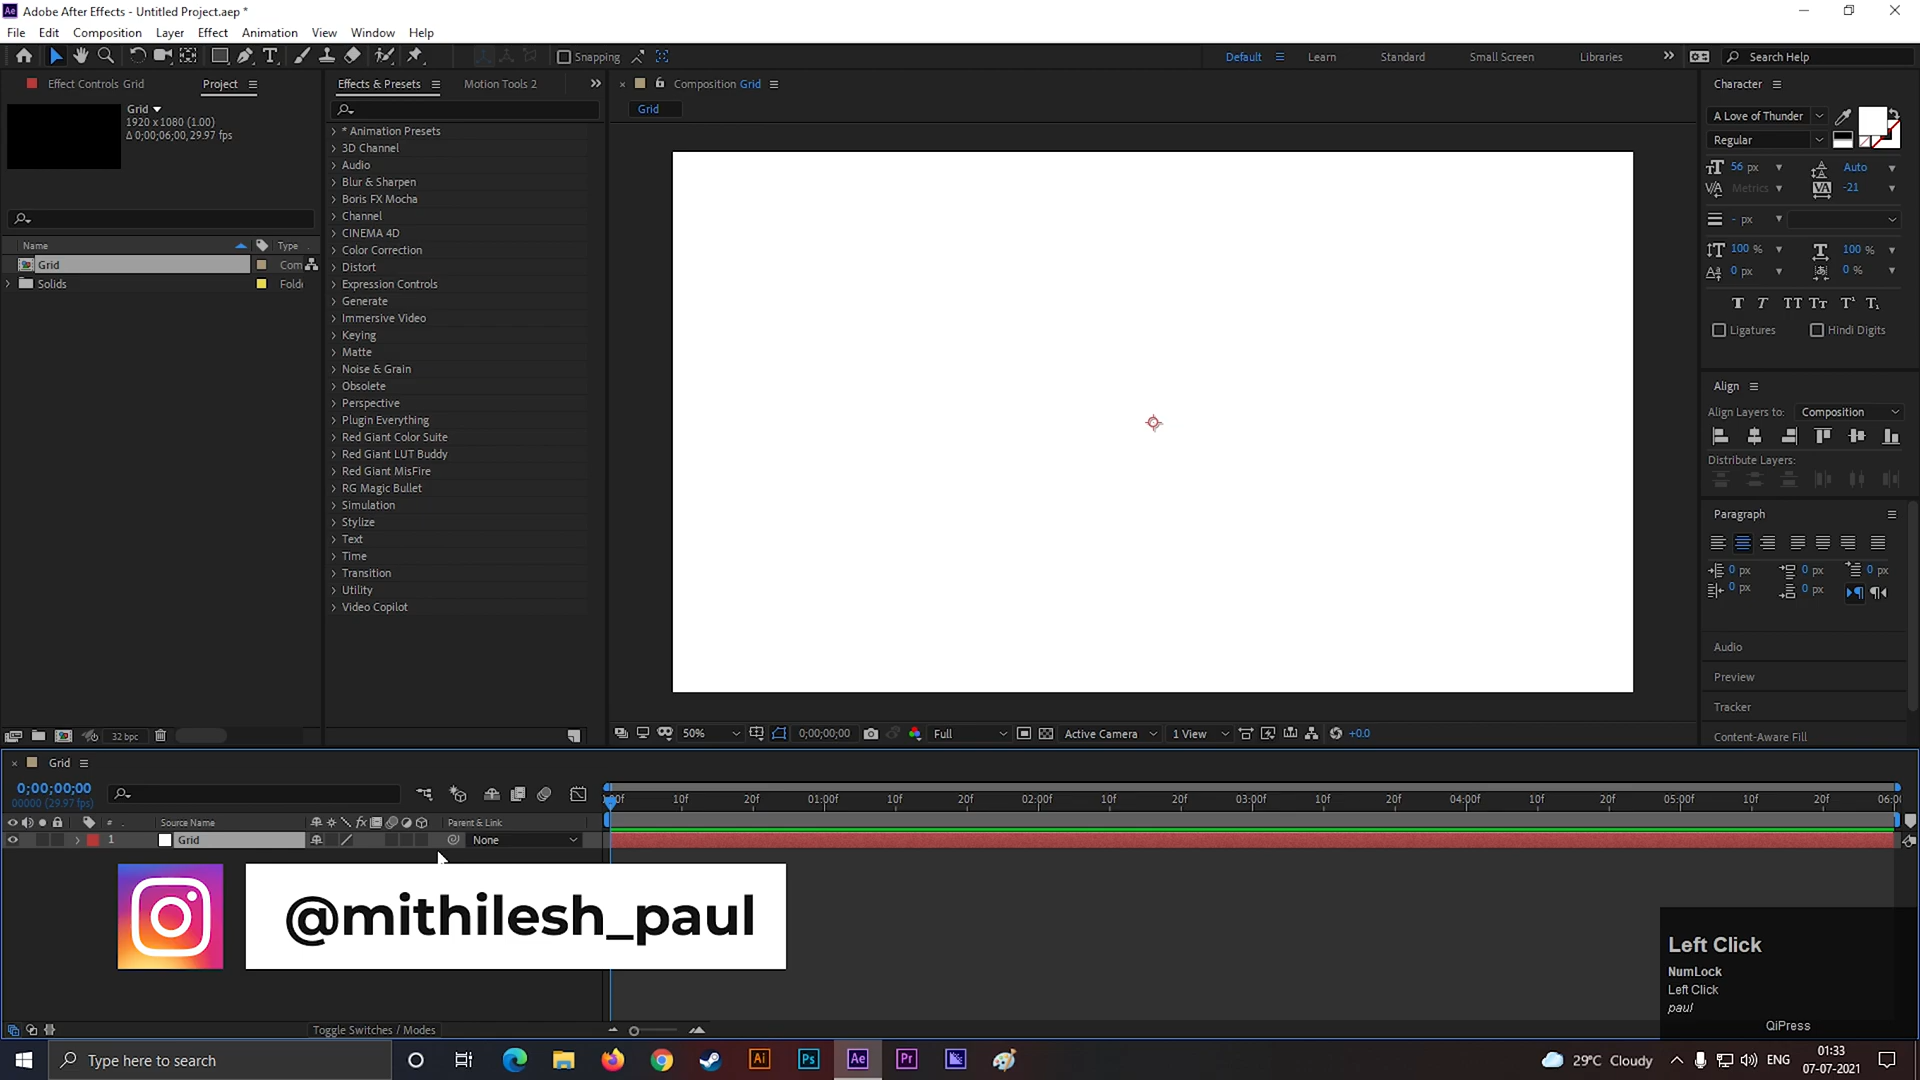 Adobe After Effects - Untitled Project.aep *
File Edit Composition Layer Effect Animation View Window Help
Snapping
Default Learn Standard Small Screen Libraries Search Help
Effect Controls Grid Project
Grid
1920 x 1080 (1.00)
Δ 0;00;06;00, 29.97 fps
Name Type
Grid Com
Solids Fold
32 bpc
Effects & Presets Motion Tools 2
* Animation Presets
3D Channel
Audio
Blur & Sharpen
Boris FX Mocha
Channel
CINEMA 4D
Color Correction
Distort
Expression Controls
Generate
Immersive Video
Keying
Matte
Noise & Grain
Obsolete
Perspective
Plugin Everything
Red Giant Color Suite
Red Giant LUT Buddy
Red Giant MisFire
RG Magic Bullet
Simulation
Stylize
Text
Time
Transition
Utility
Video Copilot
Composition Grid
Grid
50% 0;00;00;00 Full Active Camera 1 View +0.0
Character
A Love of Thunder
Regular
56 px Auto
Metrics -21
- px
100 % 100 %
0 px 0 %
Ligatures Hindi Digits
Align
Align Layers to: Composition
Distribute Layers:
Paragraph
0 px 0 px 0 px
0 px 0 px
Audio
Preview
Tracker
Content-Aware Fill
Grid
0;00;00;00
00000 (29.97 fps)
:00f 10f 20f 01:00f 10f 20f 02:00f 10f 20f 03:00f 10f 20f 04:00f 10f 20f 05:00f 10f 20f 06:00
# Source Name fx Parent & Link
1 Grid None
@mithilesh_paul
Toggle Switches / Modes
Left Click
NumLock
Left Click
paul
QiPress
Type here to search
29°C Cloudy ENG
01:33
07-07-2021